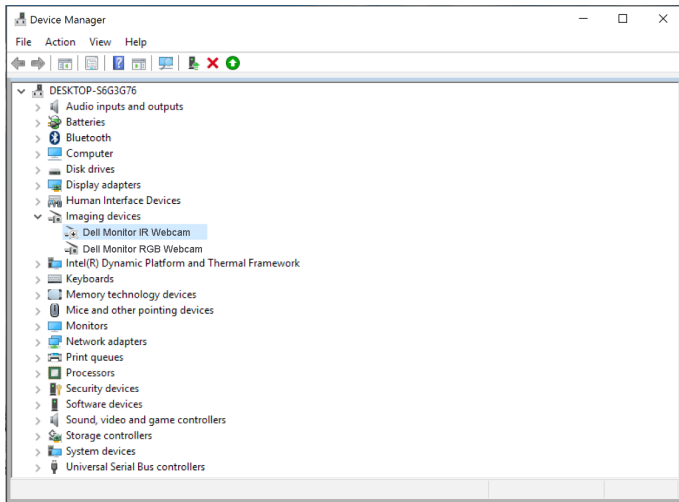 Device Manager
File Action View Help
DESKTOP-S6G3G76
Audio inputs and outputs
Batteries
Bluetooth
Computer
Disk drives
Display adapters
Human Interface Devices
Imaging devices
Dell Monitor IR Webcam
Dell Monitor RGB Webcam
Intel(R) Dynamic Platform and Thermal Framework
Keyboards
Memory technology devices
Mice and other pointing devices
Monitors
Network adapters
Print queues
Processors
Security devices
Software devices
Sound, video and game controllers
Storage controllers
System devices
Universal Serial Bus controllers